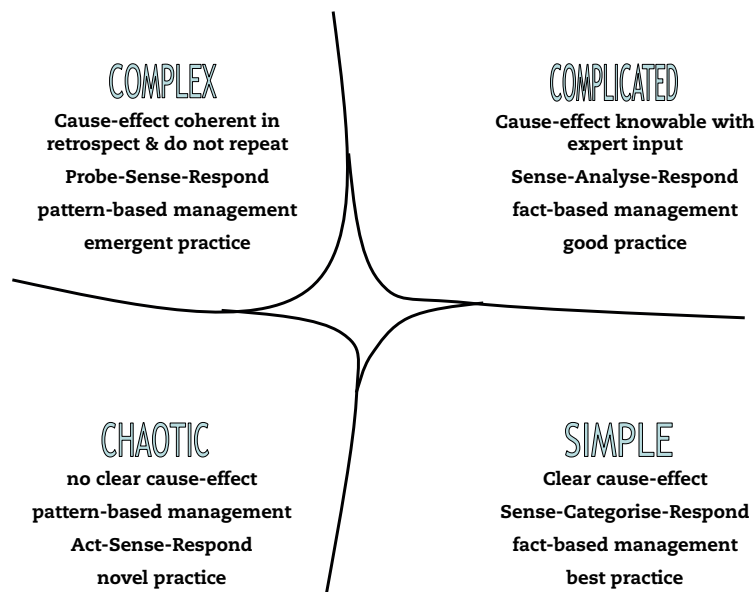 COMPLEX
Cause-effect coherent in
retrospect & do not repeat
Probe-Sense-Respond
pattern-based management
emergent practice
COMPLICATED
Cause-effect knowable with
expert input
Sense-Analyse-Respond
fact-based management
good practice
CHAOTIC
no clear cause-effect
pattern-based management
Act-Sense-Respond
novel practice
SIMPLE
Clear cause-effect
Sense-Categorise-Respond
fact-based management
best practice